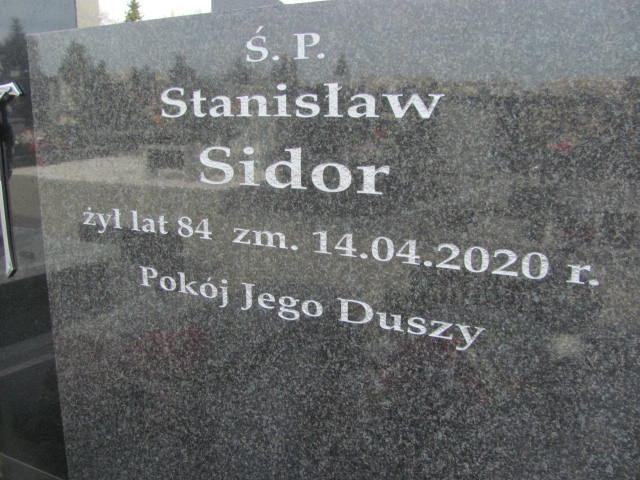 Ś. P.
Stanisław
Sidor
żył lat 84 zm. 14.04.2020 r.
Pokój Jego Duszy